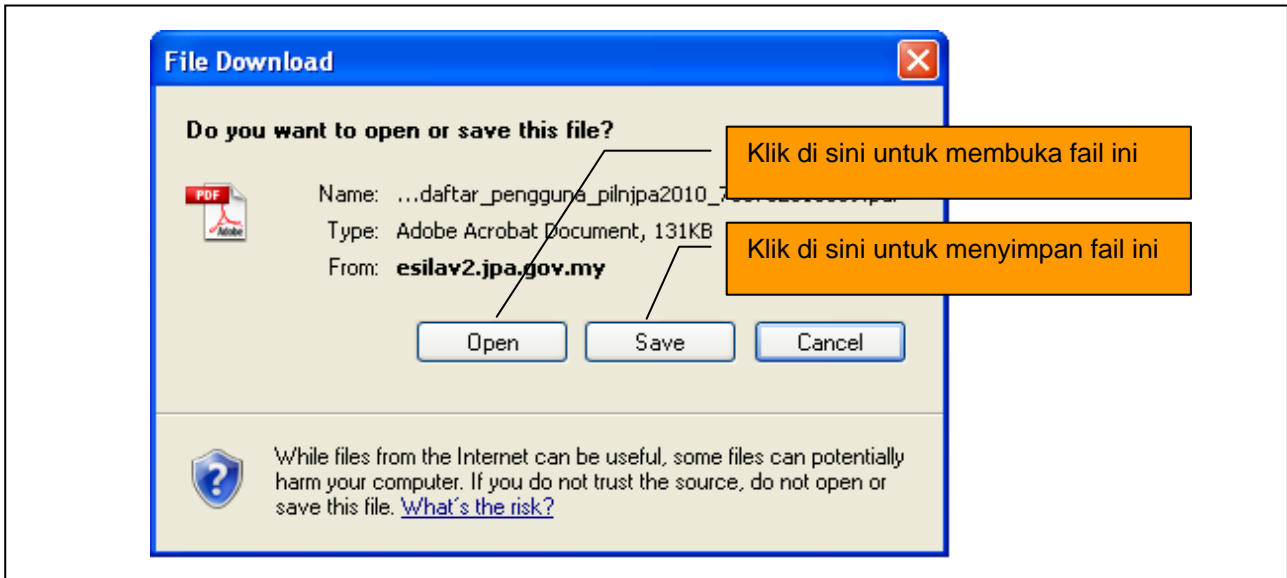 File Download
Do you want to open or save this file?
Klik di sini untuk membuka fail ini
PDF
Adobe
Name: ...daftar_pengguna_pilnjpa2010_
Type: Adobe Acrobat Document, 131KB
Klik di sini untuk menyimpan fail ini
From: esilav2.jpa.gov.my
Open Save Cancel
While files from the Internet can be useful, some files can potentially
harm your computer. If you do not trust the source, do not open or
save this file. What's the risk?